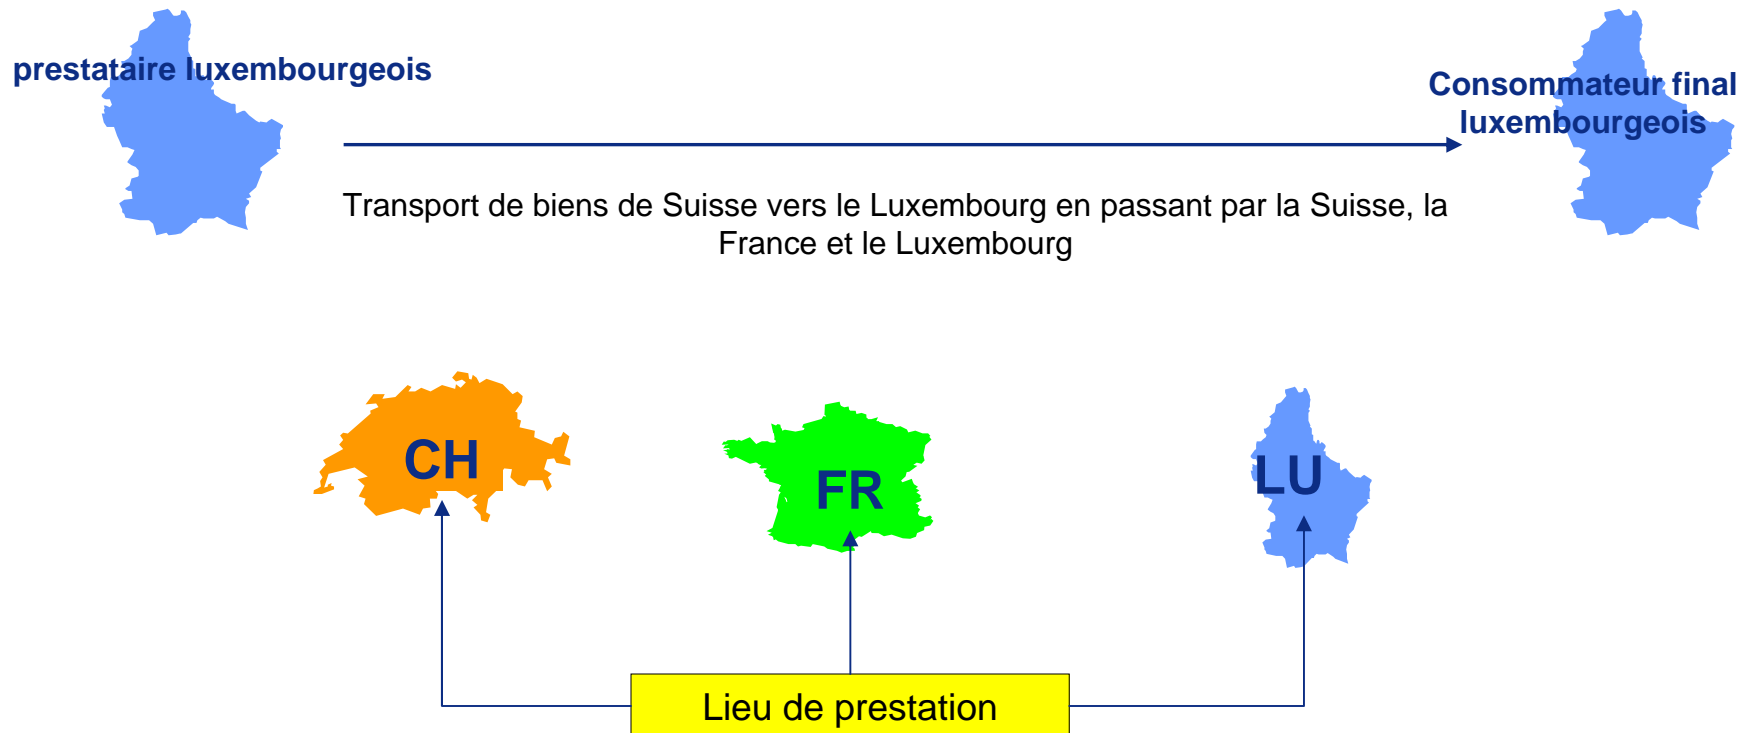 prestataire luxembourgeois
Consommateur final
luxembourgeois
Transport de biens de Suisse vers le Luxembourg en passant par la Suisse, la
France et le Luxembourg
CH
FR
LU
Lieu de prestation